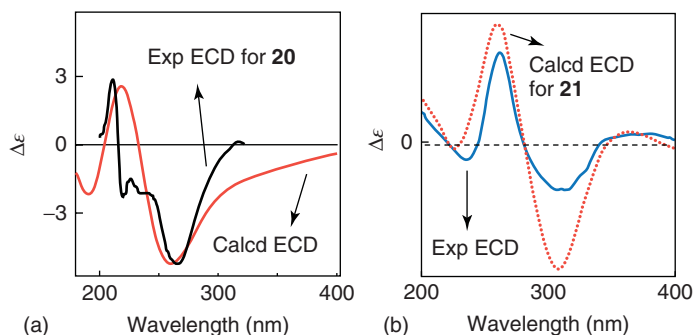 3
0
−3
Δε
Exp ECD for 20
Calcd ECD
200
300
400
Wavelength (nm)
(a)
0
Δε
Calcd ECD
for 21
Exp ECD
200
300
400
Wavelength (nm)
(b)